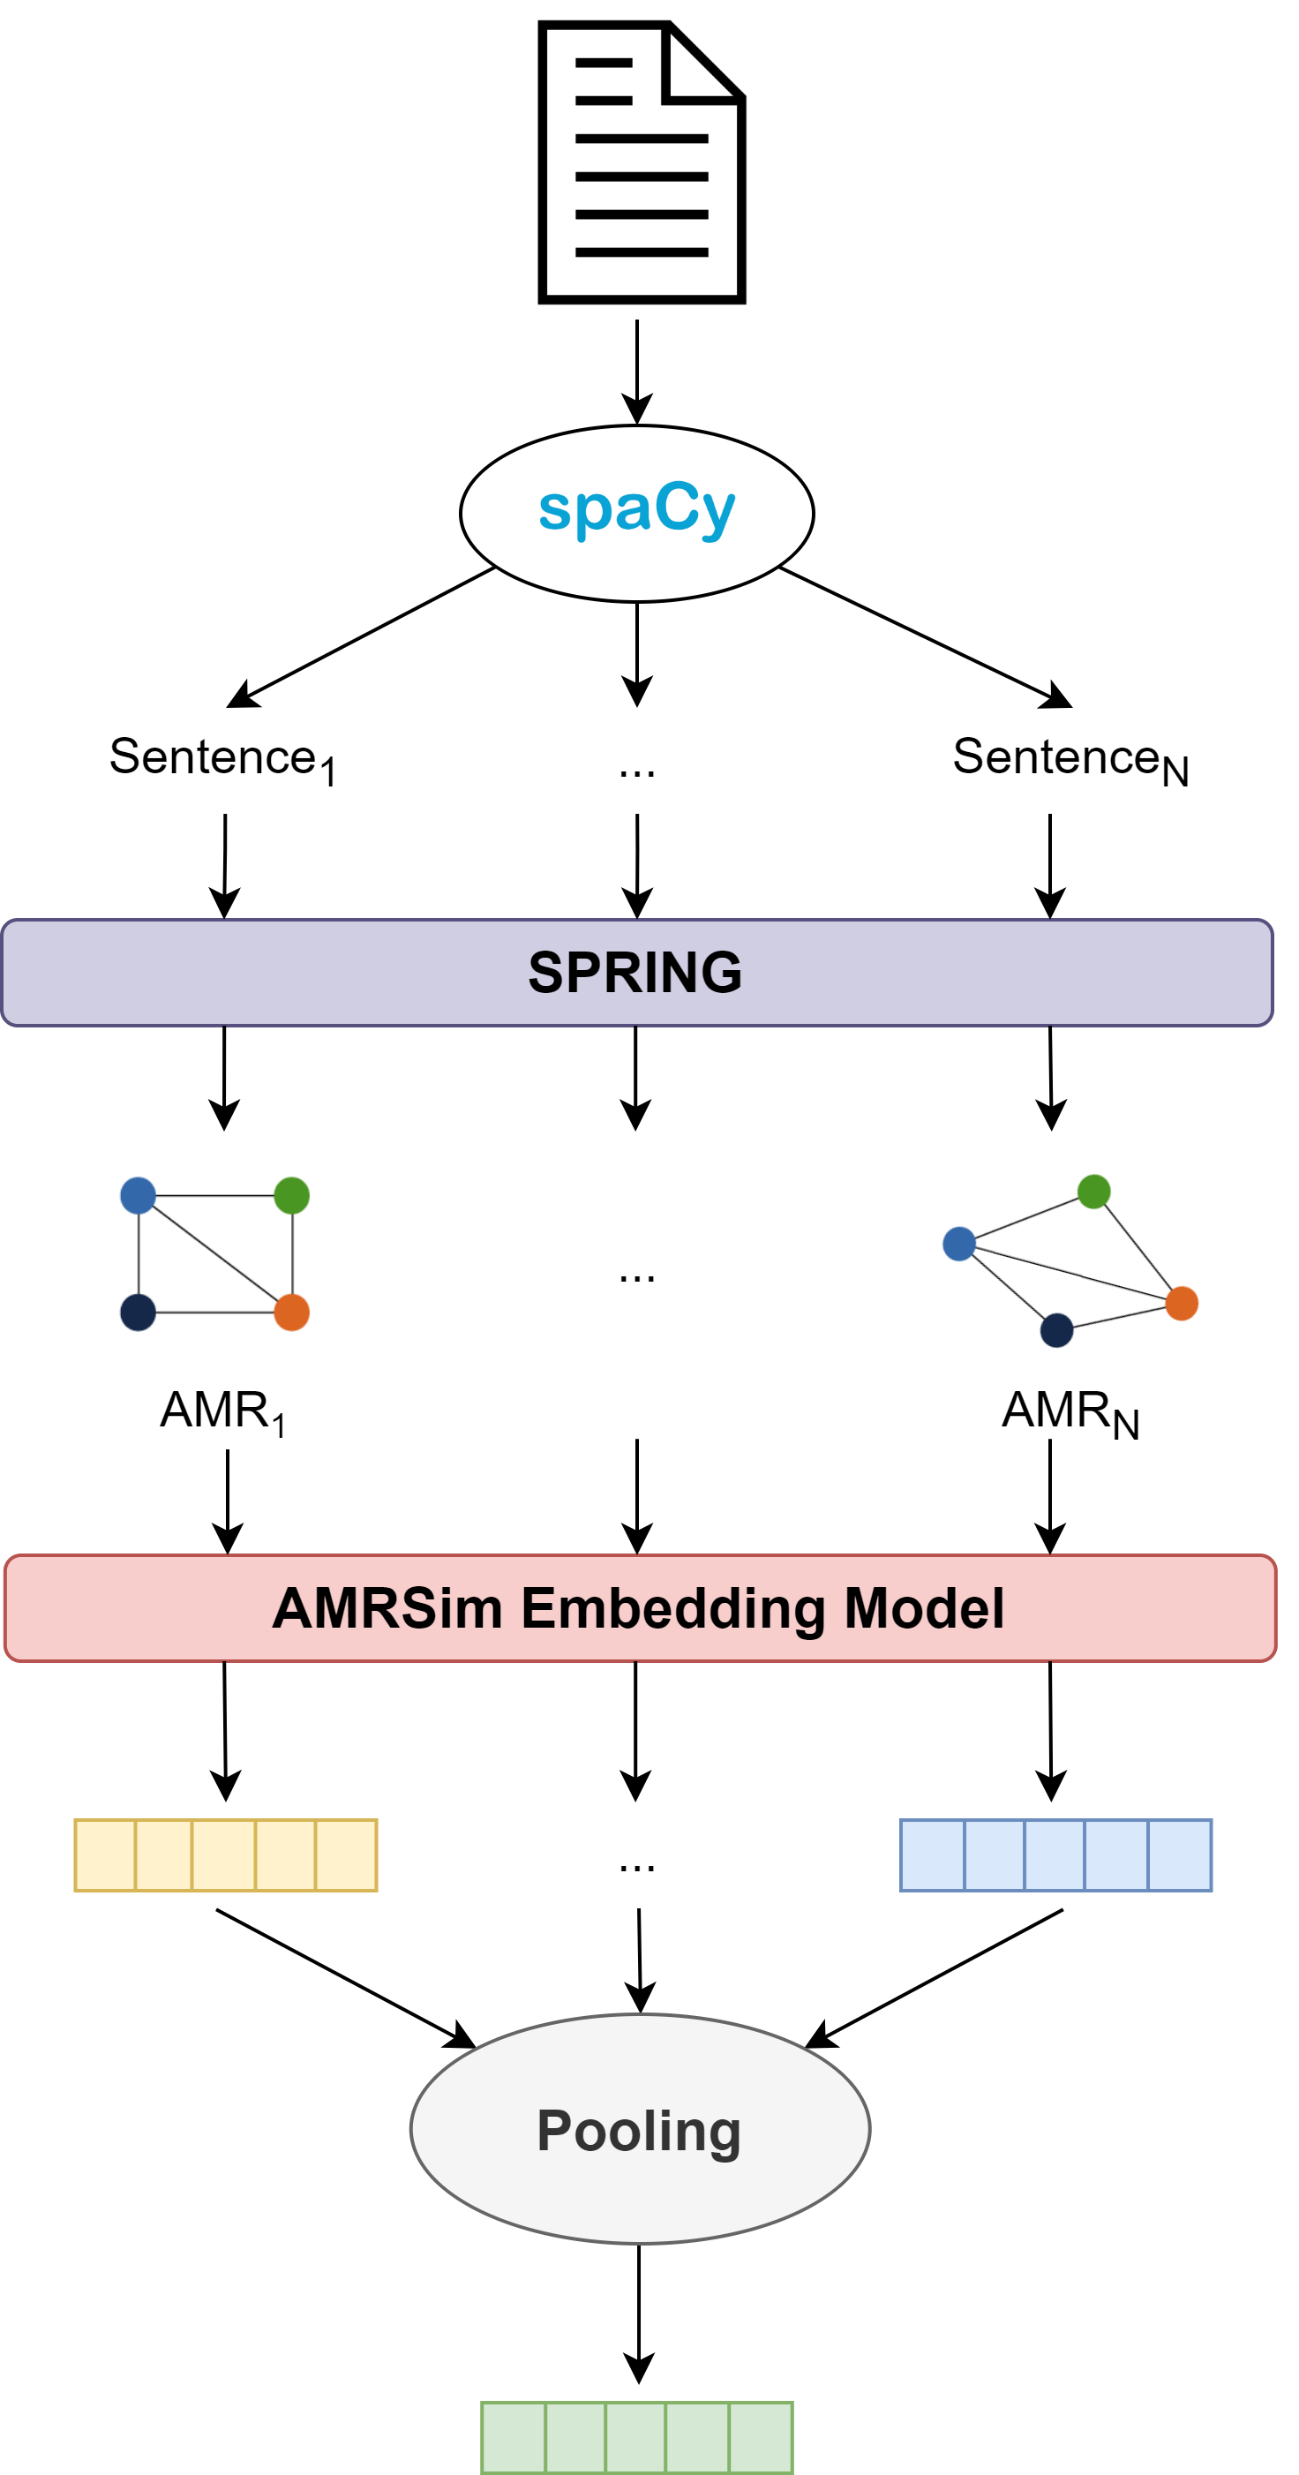 spaCy
Sentence1 ... SentenceN
SPRING
...
AMR1 AMRN
AMRSim Embedding Model
...
Pooling